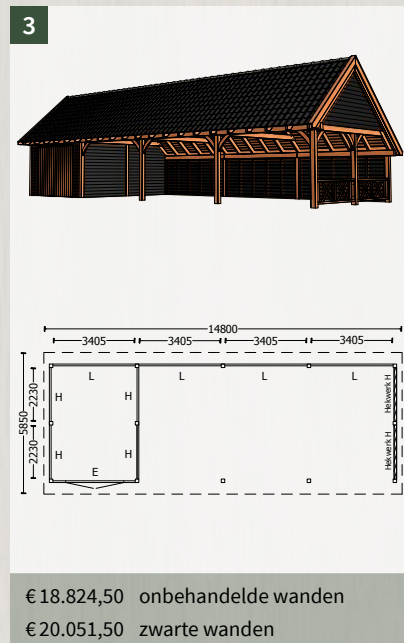 3
14800
3405 3405 3405 3405
L L L L
H H
2230
5850
2230
H H
E
Hekwerk H
Hekwerk H
€ 18.824,50 onbehandelde wanden
€ 20.051,50 zwarte wanden